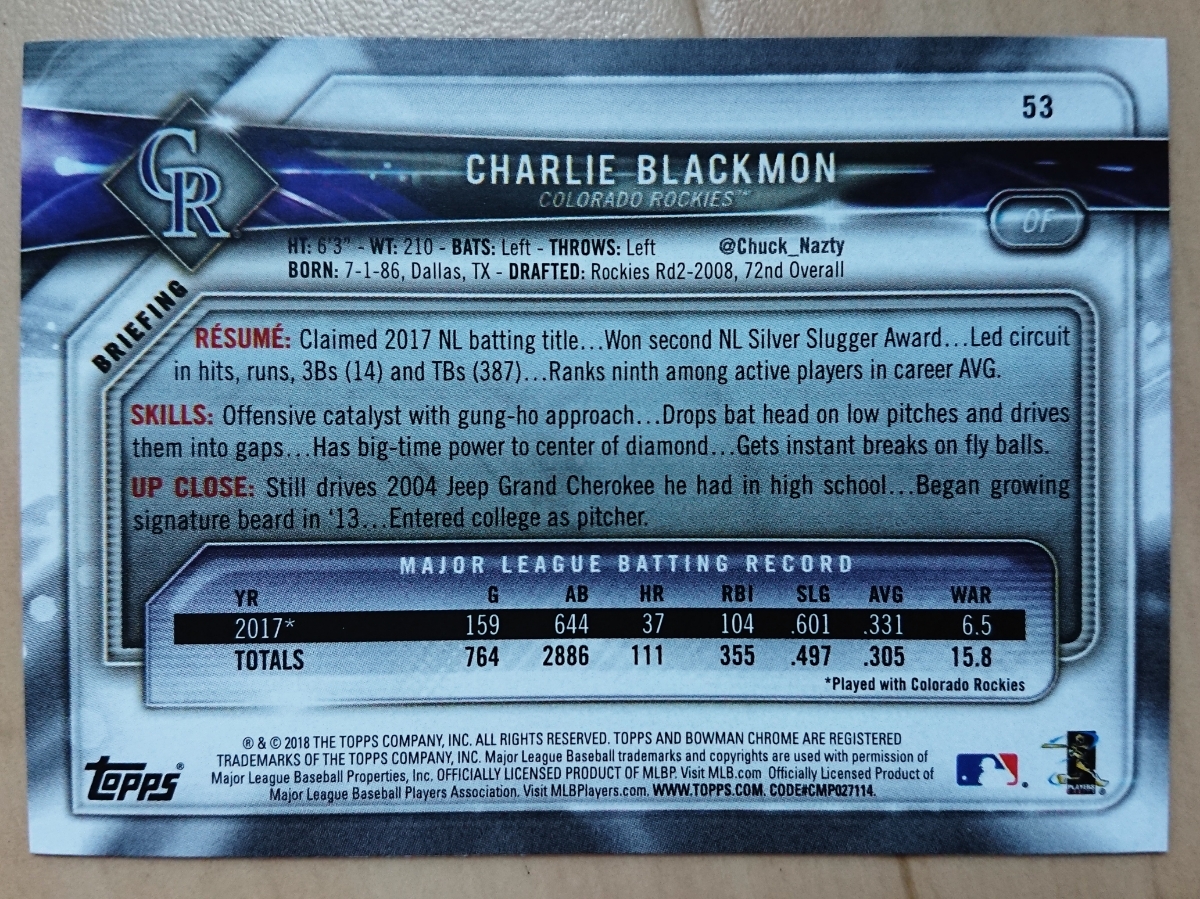 53
CR
CHARLIE BLACKMON
COLORADO ROCKIES™
OF
HT: 6'3" - WT: 210 - BATS: Left - THROWS: Left @Chuck_Nazty
BORN: 7-1-86, Dallas, TX - DRAFTED: Rockies Rd2-2008, 72nd Overall
BRIEFING
RÉSUMÉ: Claimed 2017 NL batting title...Won second NL Silver Slugger Award...Led circuit
in hits, runs, 3Bs (14) and TBs (387)...Ranks ninth among active players in career AVG.
SKILLS: Offensive catalyst with gung-ho approach...Drops bat head on low pitches and drives
them into gaps...Has big-time power to center of diamond...Gets instant breaks on fly balls.
UP CLOSE: Still drives 2004 Jeep Grand Cherokee he had in high school...Began growing
signature beard in '13...Entered college as pitcher.
MAJOR LEAGUE BATTING RECORD
YR G AB HR RBI SLG AVG WAR
2017* 159 644 37 104 .601 .331 6.5
TOTALS 764 2886 111 355 .497 .305 15.8
*Played with Colorado Rockies
® & © 2018 THE TOPPS COMPANY, INC. ALL RIGHTS RESERVED. TOPPS AND BOWMAN CHROME ARE REGISTERED
TRADEMARKS OF THE TOPPS COMPANY, INC. Major League Baseball trademarks and copyrights are used with permission of
Major League Baseball Properties, Inc. OFFICIALLY LICENSED PRODUCT OF MLBP. Visit MLB.com Officially Licensed Product of
Major League Baseball Players Association. Visit MLBPlayers.com. WWW.TOPPS.COM. CODE#CMP027114.
topps®
PLAYERS